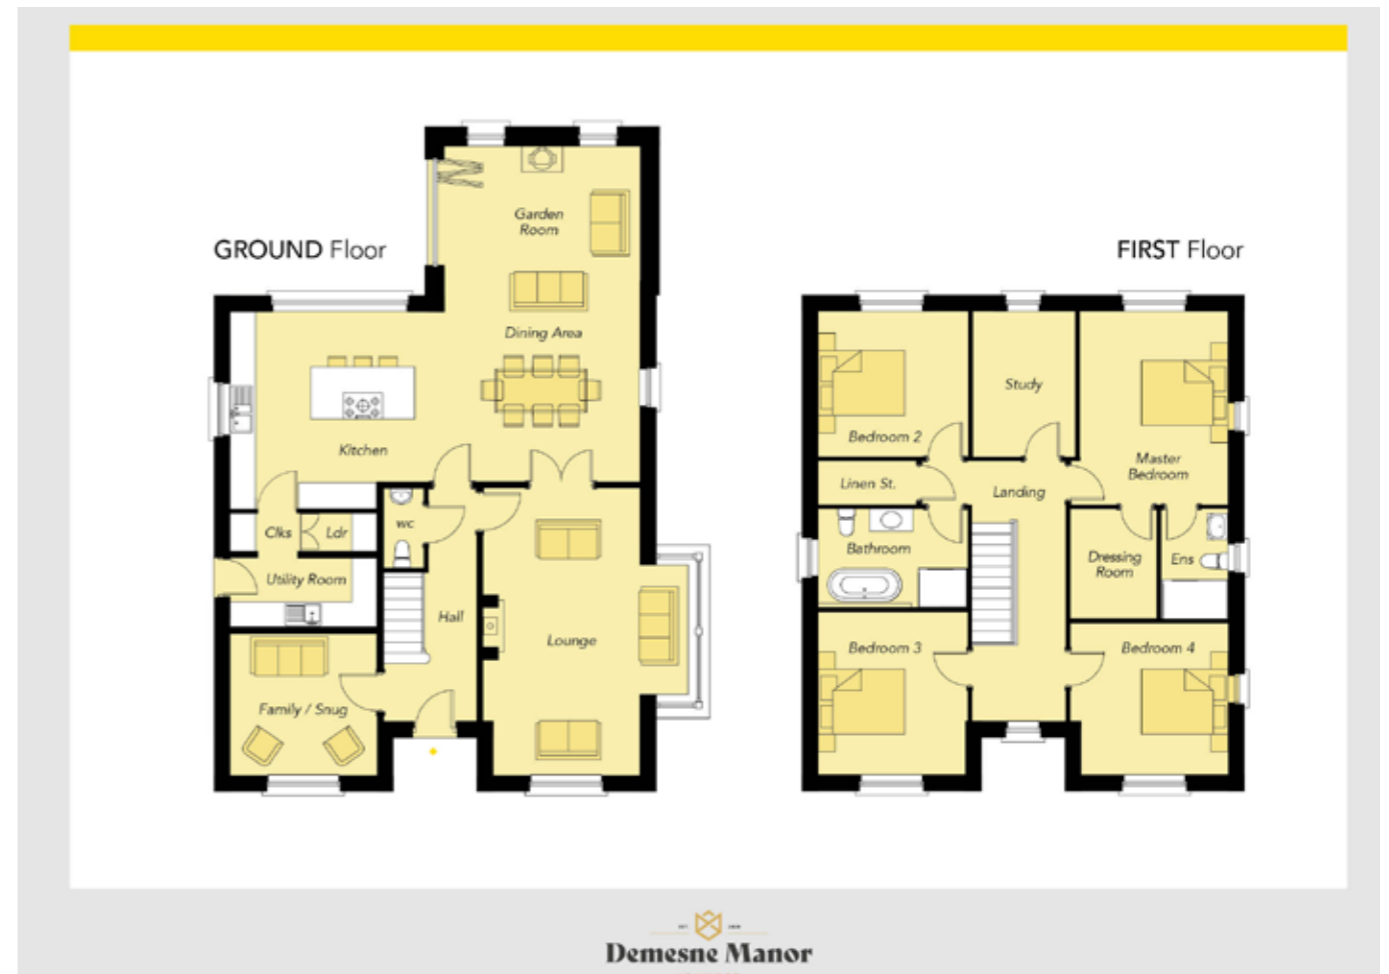 GROUND Floor
FIRST Floor
Garden
Room
Dining Area
Kitchen
Clks
Ldr
wc
Utility Room
Hall
Lounge
Family / Snug
Bedroom 2
Study
Master
Bedroom
Linen St.
Landing
Bathroom
Dressing
Room
Ens
Bedroom 3
Bedroom 4
Demesne Manor